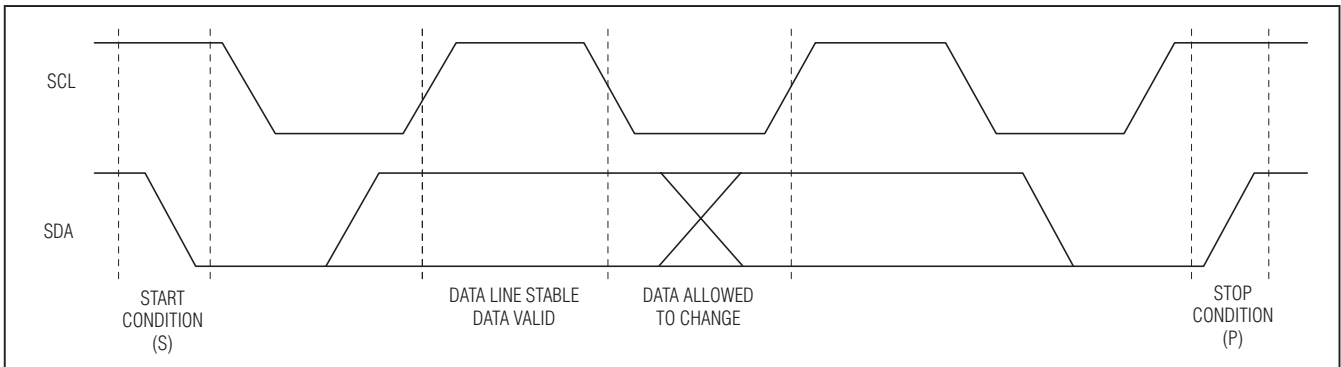 SCL
SDA
START
CONDITION
(S)
DATA LINE STABLE
DATA VALID
DATA ALLOWED
TO CHANGE
STOP
CONDITION
(P)